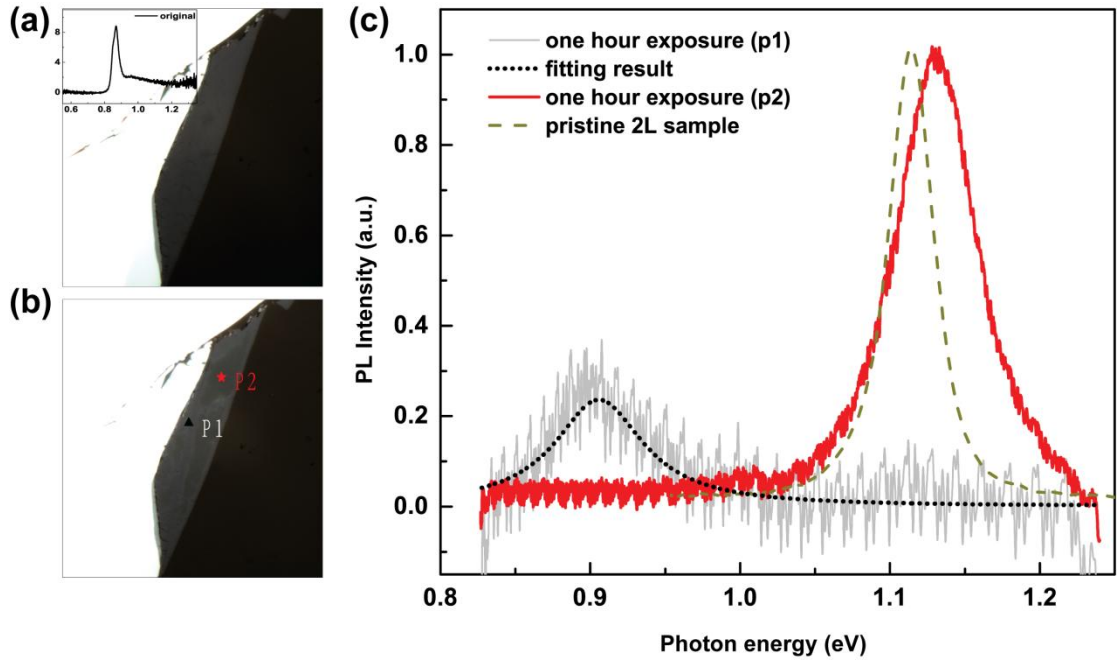 (a)
original
8
4
0
0.6 0.8 1.0 1.2
(b)
P2
P1
(c)
one hour exposure (p1)
fitting result
one hour exposure (p2)
pristine 2L sample
PL Intensity (a.u.)
1.0
0.8
0.6
0.4
0.2
0.0
0.8 0.9 1.0 1.1 1.2
Photon energy (eV)